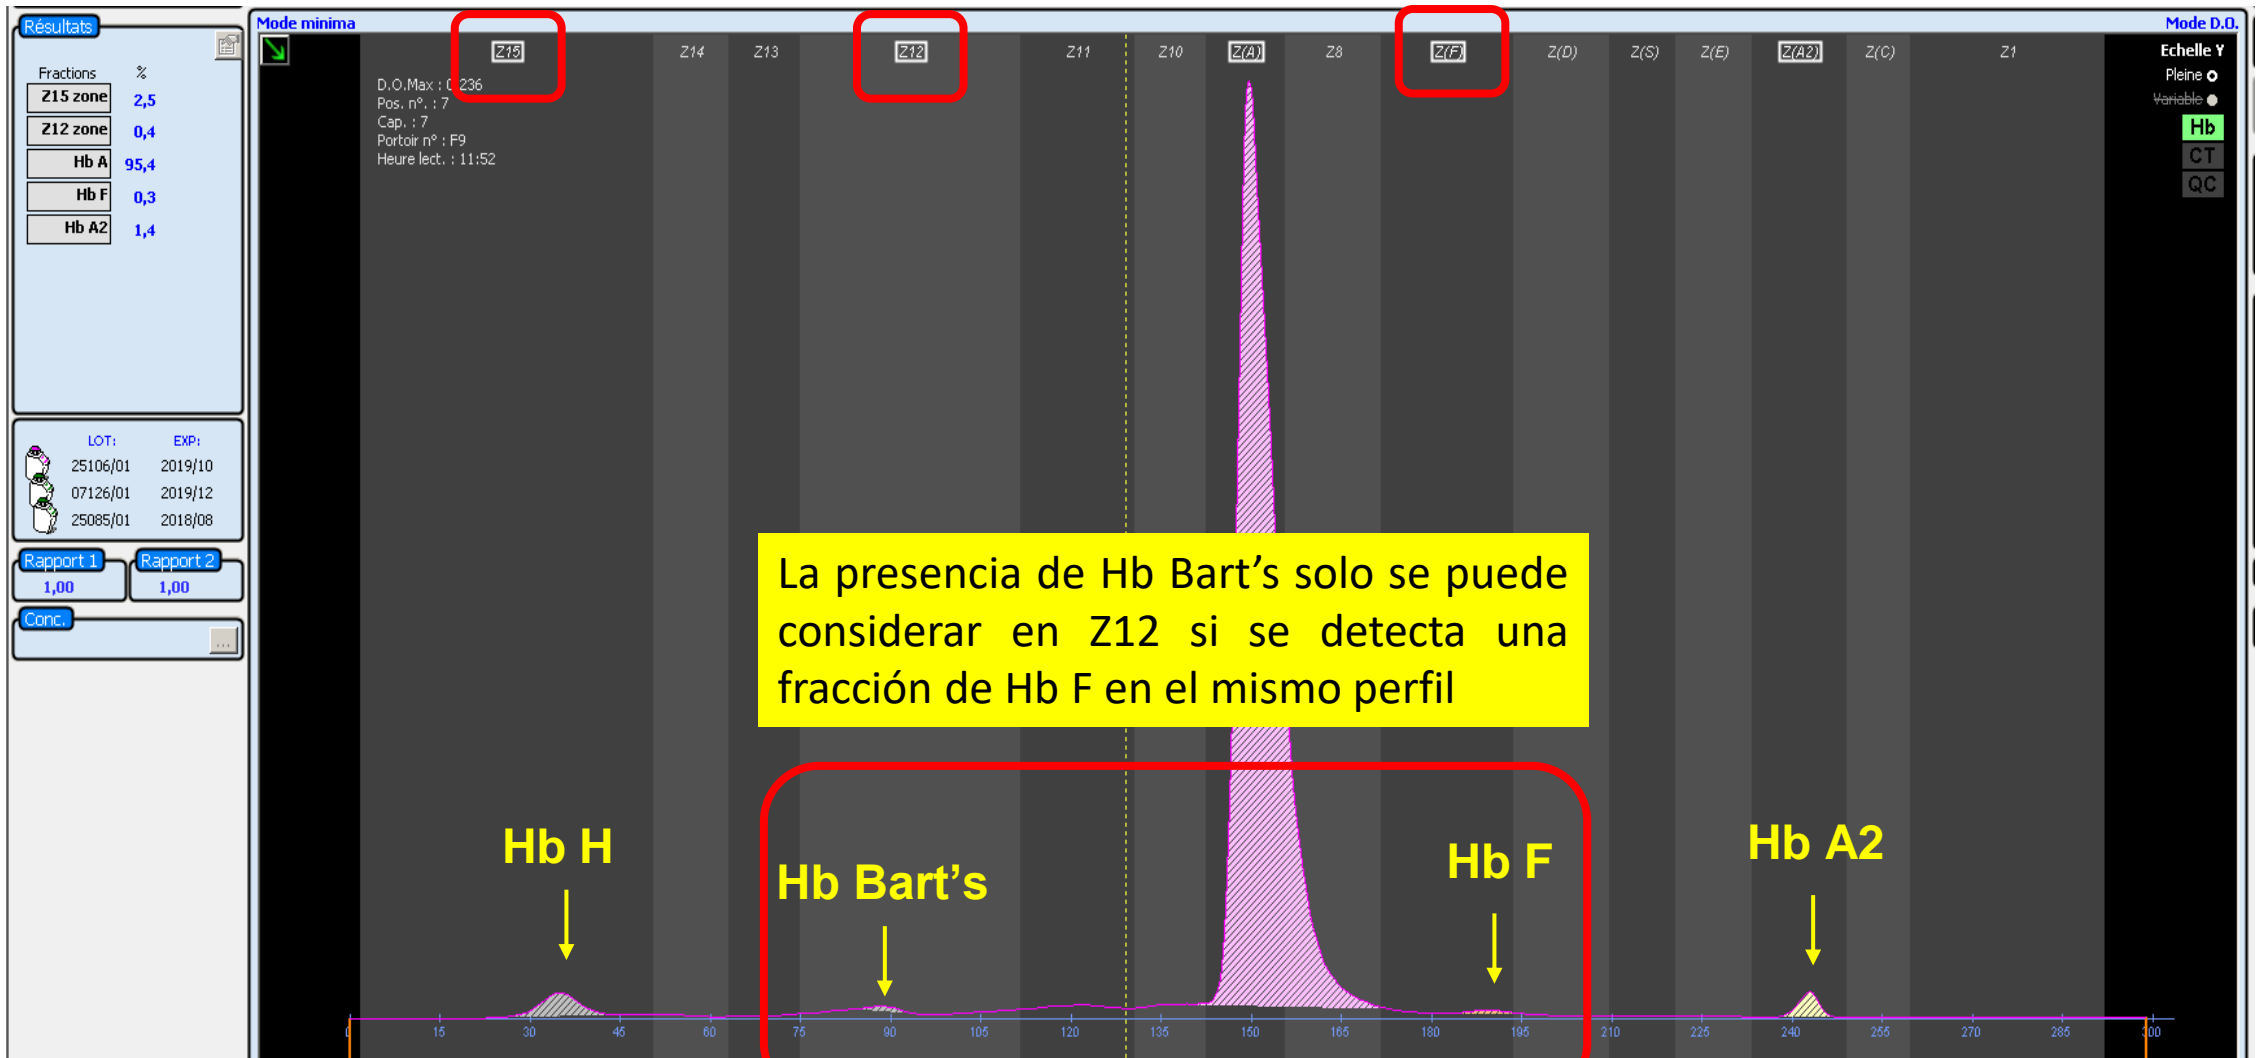 Résultats
Fractions %
Z15 zone 2,5
Z12 zone 0,4
Hb A 95,4
Hb F 0,3
Hb A2 1,4
LOT: EXP:
25106/01 2019/10
07126/01 2019/12
25085/01 2018/08
Rapport 1 Rapport 2
1,00 1,00
Conc.
...
Mode minima Mode D.O.
Z15 Z14 Z13 Z12 Z11 Z10 Z(A) Z8 Z(F) Z(D) Z(S) Z(E) Z(A2) Z(C) Z1
D.O.Max : 0,236
Pos. n°. : 7
Cap. : 7
Portoir n° : F9
Heure lect. : 11:52
Echelle Y
Pleine
Variable
Hb
CT
QC
La presencia de Hb Bart’s solo se puede
considerar en Z12 si se detecta una
fracción de Hb F en el mismo perfil
Hb H
Hb Bart’s
Hb F
Hb A2
15 30 45 60 75 90 105 120 135 150 165 180 195 210 225 240 255 270 285 300